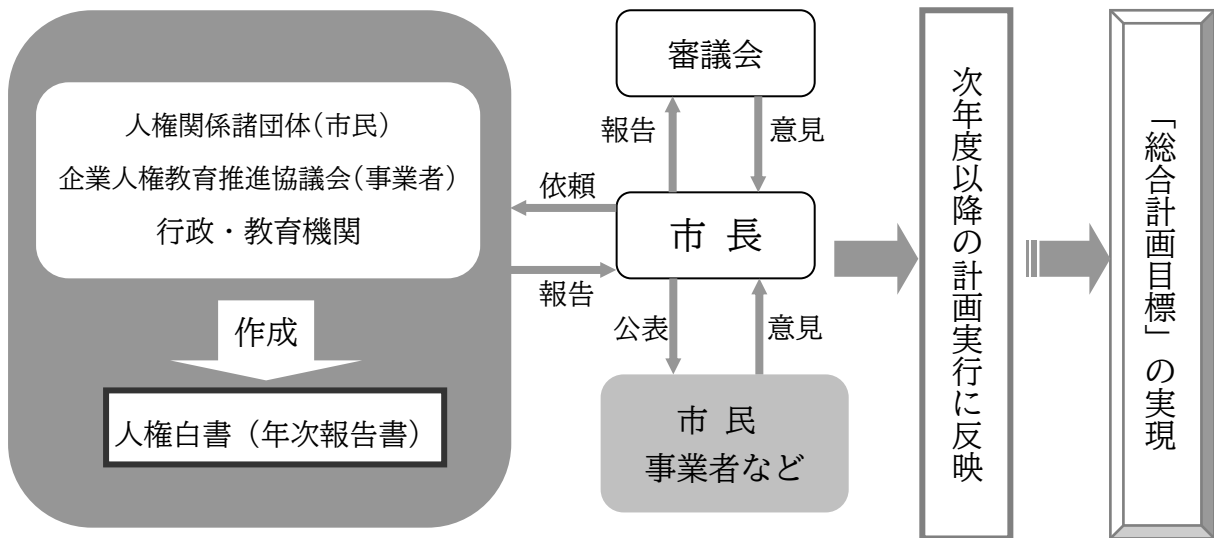 人権関係諸団体(市民)
企業人権教育推進協議会(事業者)
行政・教育機関
作成
人権白書(年次報告書)
審議会
報告
意見
依頼
市 長
報告
公表
意見
市 民
事業者など
次年度以降の計画実行に反映
「総合計画目標」の実現